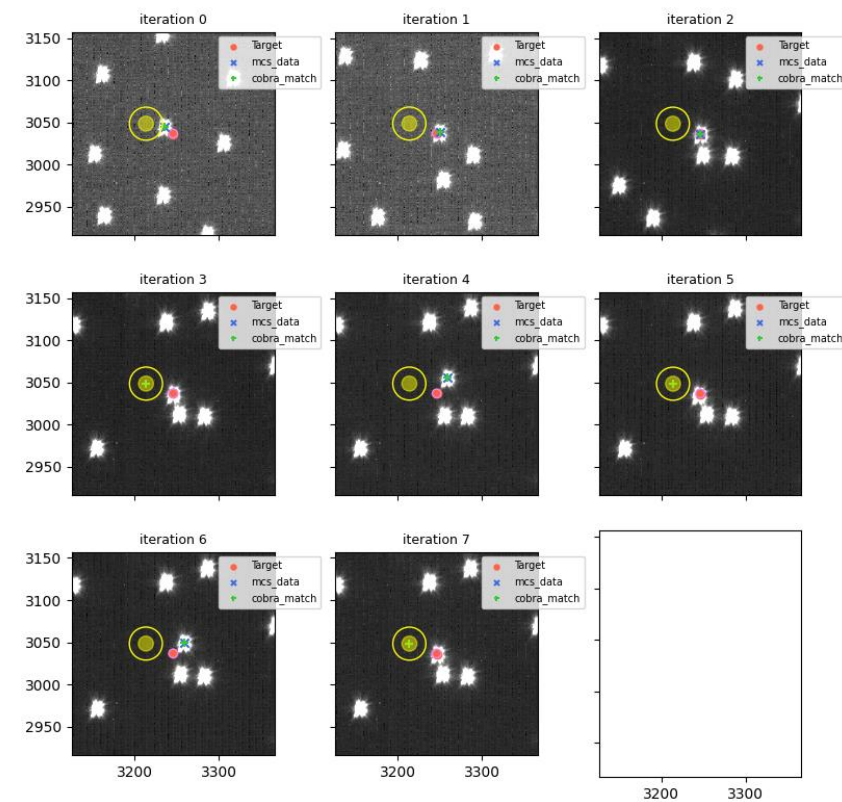 iteration 0
iteration 1
iteration 2
3150
3100
3050
3000
2950
Target
mcs_data
cobra_match
Target
mcs_data
cobra_match
Target
mcs_data
cobra_match
iteration 3
iteration 4
iteration 5
3150
3100
3050
3000
2950
Target
mcs_data
cobra_match
Target
mcs_data
cobra_match
Target
mcs_data
cobra_match
iteration 6
iteration 7
3150
3100
3050
3000
2950
Target
mcs_data
cobra_match
Target
mcs_data
cobra_match
3200 3300
3200 3300
3200 3300